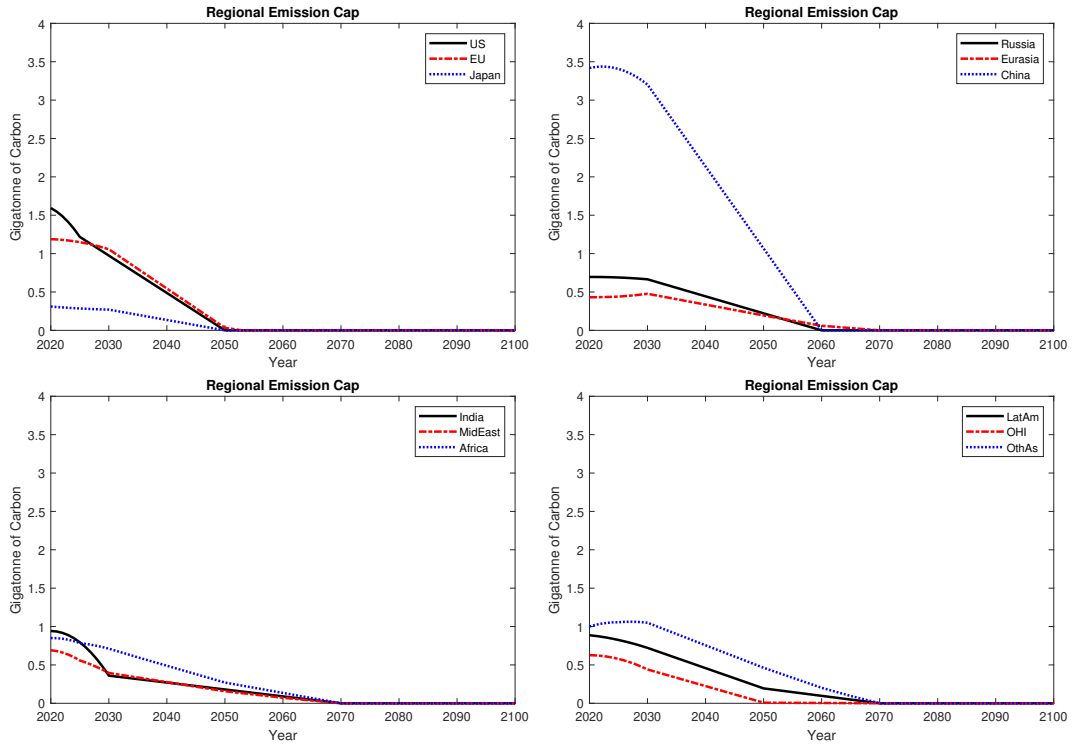 Regional Emission Cap
4
3.5
3
2.5
2
1.5
1
0.5
0
Gigatonne of Carbon
US
EU
Japan
2020 2030 2040 2050 2060 2070 2080 2090 2100
Year
Regional Emission Cap
4
3.5
3
2.5
2
1.5
1
0.5
0
Gigatonne of Carbon
Russia
Eurasia
China
2020 2030 2040 2050 2060 2070 2080 2090 2100
Year
Regional Emission Cap
4
3.5
3
2.5
2
1.5
1
0.5
0
Gigatonne of Carbon
India
MidEast
Africa
2020 2030 2040 2050 2060 2070 2080 2090 2100
Year
Regional Emission Cap
4
3.5
3
2.5
2
1.5
1
0.5
0
Gigatonne of Carbon
LatAm
OHI
OthAs
2020 2030 2040 2050 2060 2070 2080 2090 2100
Year